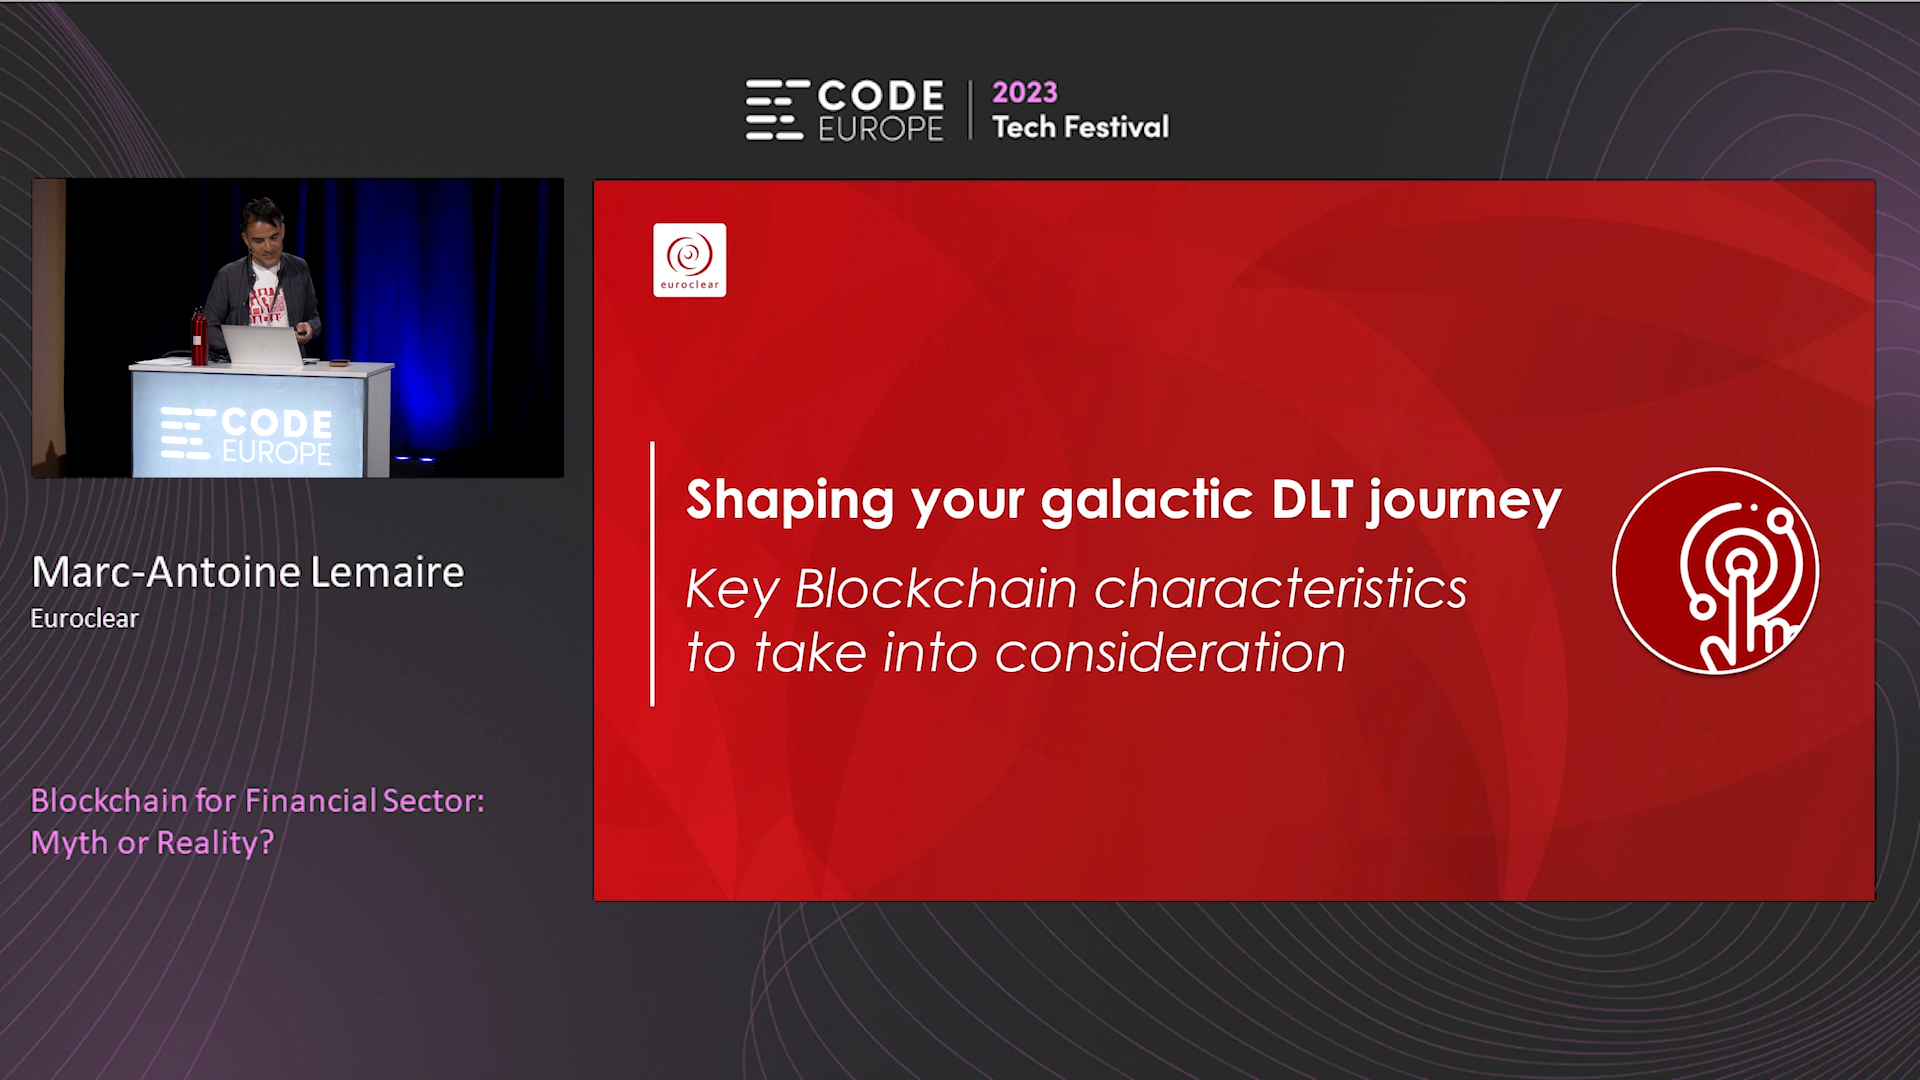 CODE
EUROPE
2023
Tech Festival
euroclear
CODE
EUROPE
Shaping your galactic DLT journey
Key Blockchain characteristics
to take into consideration
Marc-Antoine Lemaire
Euroclear
Blockchain for Financial Sector:
Myth or Reality?